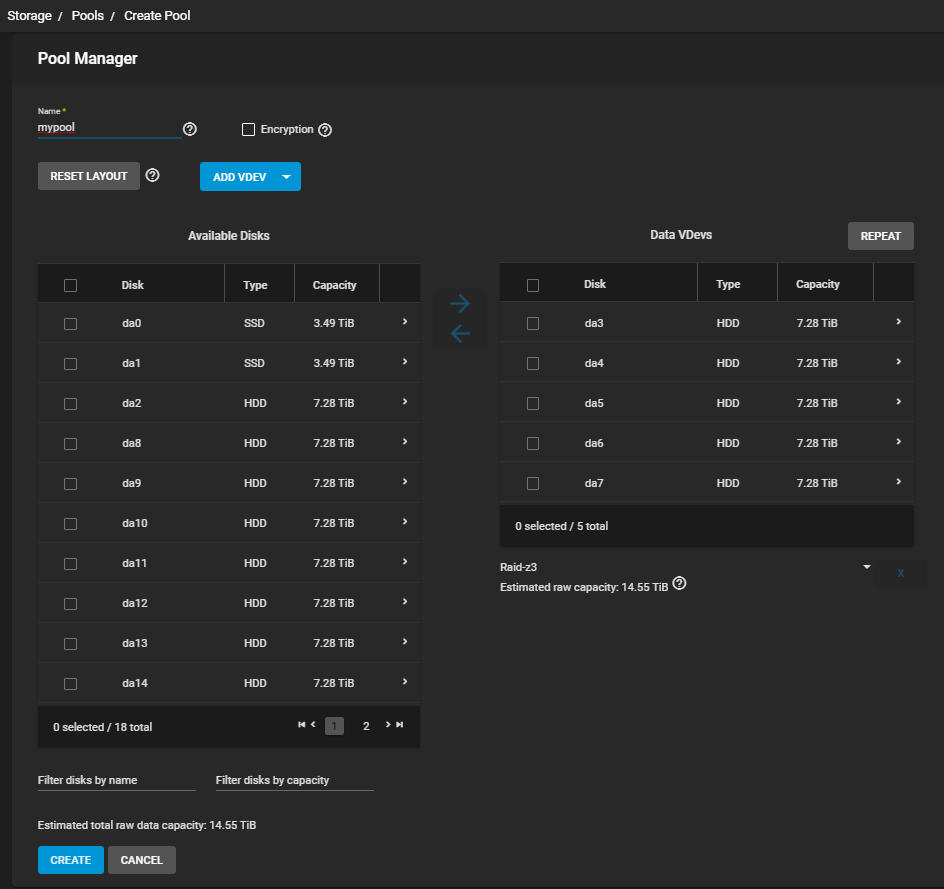 Storage / Pools / Create Pool
Pool Manager
Name *
mypool
Encryption
RESET LAYOUT
ADD VDEV
Available Disks
Disk Type Capacity
da0 SSD 3.49 TiB
da1 SSD 3.49 TiB
da2 HDD 7.28 TiB
da8 HDD 7.28 TiB
da9 HDD 7.28 TiB
da10 HDD 7.28 TiB
da11 HDD 7.28 TiB
da12 HDD 7.28 TiB
da13 HDD 7.28 TiB
da14 HDD 7.28 TiB
0 selected / 18 total
1 2
Filter disks by name
Filter disks by capacity
Data VDevs
REPEAT
Disk Type Capacity
da3 HDD 7.28 TiB
da4 HDD 7.28 TiB
da5 HDD 7.28 TiB
da6 HDD 7.28 TiB
da7 HDD 7.28 TiB
0 selected / 5 total
Raid-z3
X
Estimated raw capacity: 14.55 TiB
Estimated total raw data capacity: 14.55 TiB
CREATE
CANCEL